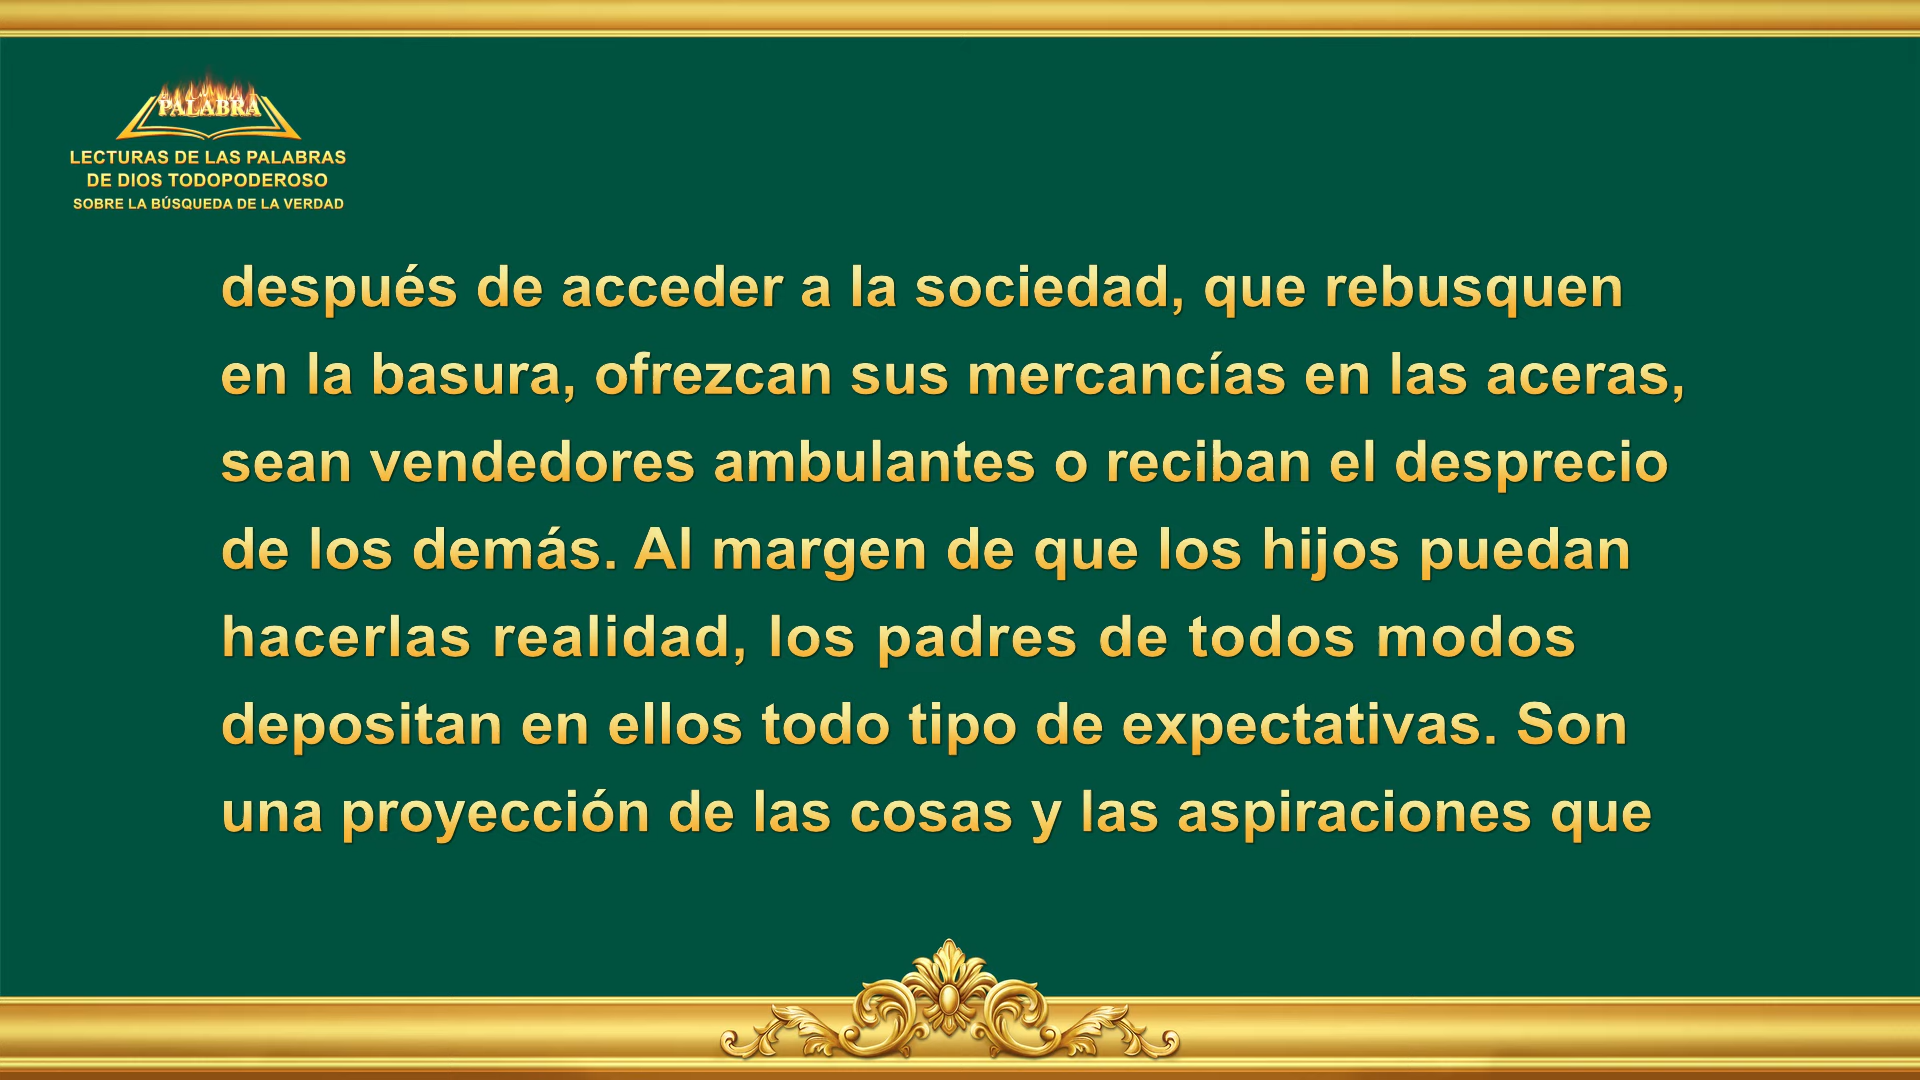 PALABRA
LECTURAS DE LAS PALABRAS
DE DIOS TODOPODEROSO
SOBRE LA BÚSQUEDA DE LA VERDAD
después de acceder a la sociedad, que rebusquen
en la basura, ofrezcan sus mercancías en las aceras,
sean vendedores ambulantes o reciban el desprecio
de los demás. Al margen de que los hijos puedan
hacerlas realidad, los padres de todos modos
depositan en ellos todo tipo de expectativas. Son
una proyección de las cosas y las aspiraciones que